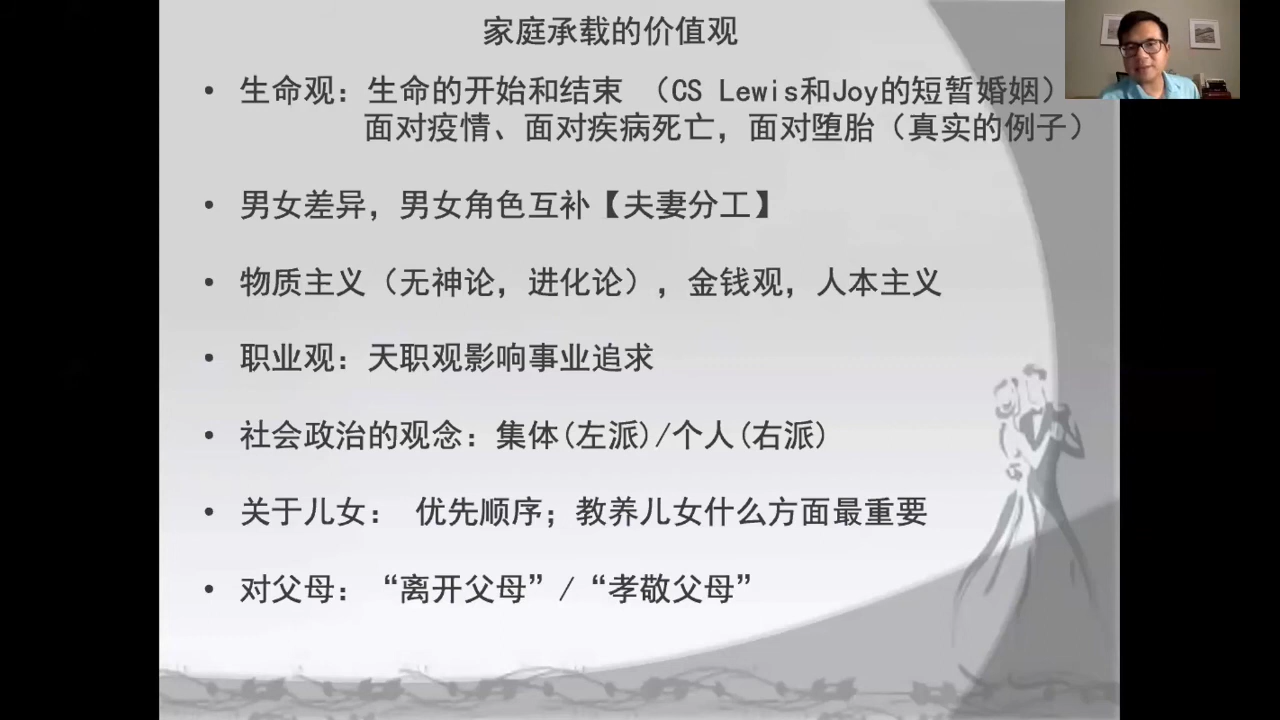 家庭承载的价值观
• 生命观：生命的开始和结束 （CS Lewis和Joy的短暂婚姻）
面对疫情、面对疾病死亡，面对堕胎（真实的例子）
• 男女差异，男女角色互补【夫妻分工】
• 物质主义（无神论，进化论），金钱观，人本主义
• 职业观：天职观影响事业追求
• 社会政治的观念：集体(左派)/个人(右派)
• 关于儿女： 优先顺序；教养儿女什么方面最重要
• 对父母：“离开父母”/“孝敬父母”